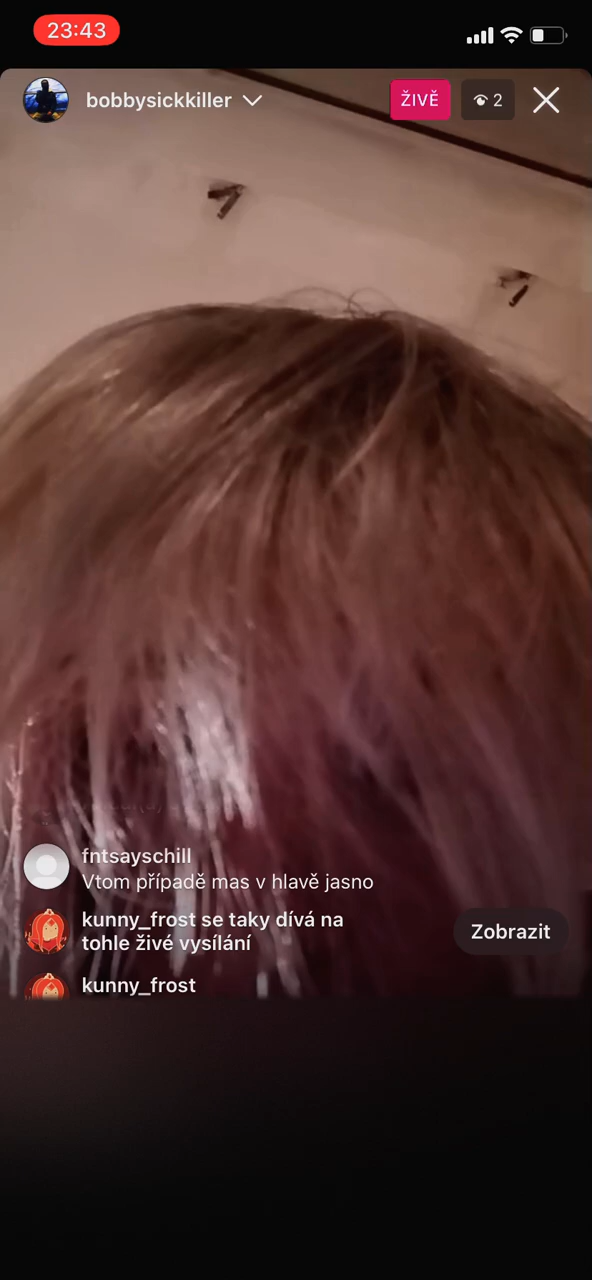 23:43
bobbysickkiller
ŽIVĚ
2
fntsayschill
Vtom případě mas v hlavě jasno
kunny_frost se taky dívá na
tohle živé vysílání
Zobrazit
kunny_frost